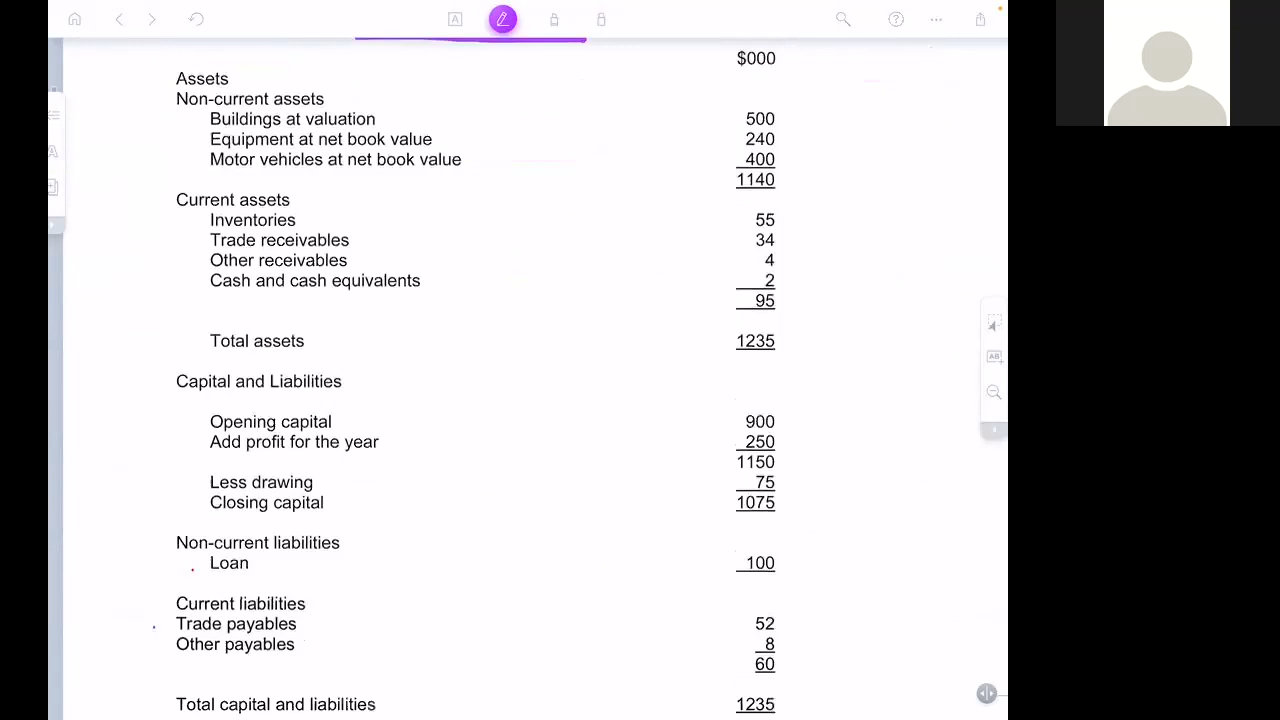 $000
Assets
Non-current assets
Buildings at valuation 500
Equipment at net book value 240
Motor vehicles at net book value 400
1140
Current assets
Inventories 55
Trade receivables 34
Other receivables 4
Cash and cash equivalents 2
95
Total assets 1235
Capital and Liabilities
Opening capital 900
Add profit for the year 250
1150
Less drawing 75
Closing capital 1075
Non-current liabilities
Loan 100
Current liabilities
Trade payables 52
Other payables 8
60
Total capital and liabilities 1235